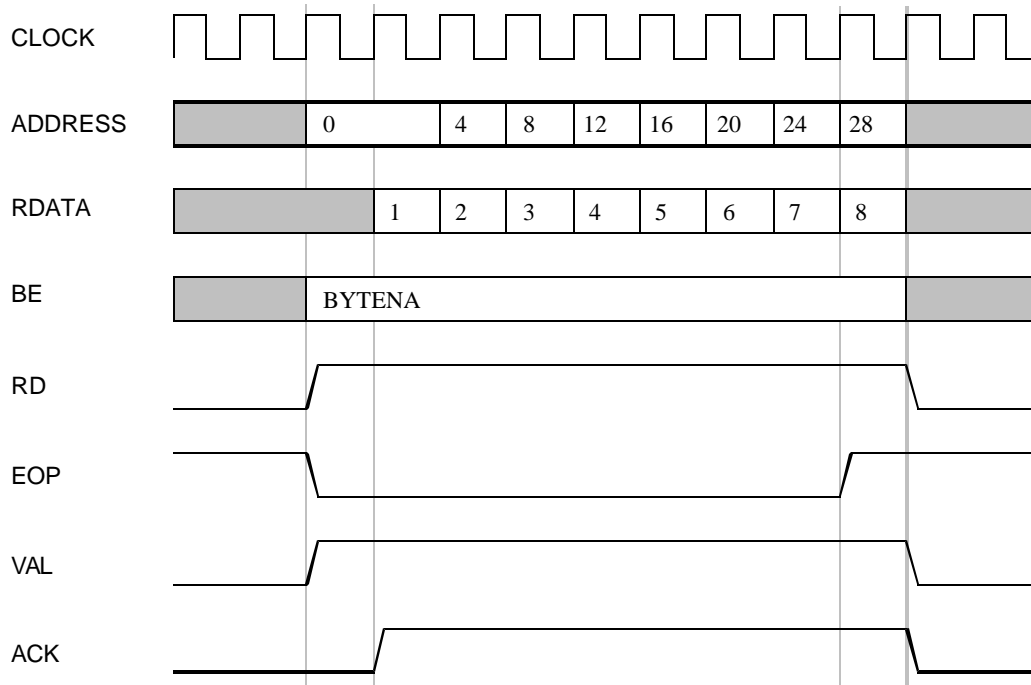 CLOCK
ADDRESS 0 4 8 12 16 20 24 28
RDATA 1 2 3 4 5 6 7 8
BE BYTENA
RD
EOP
VAL
ACK